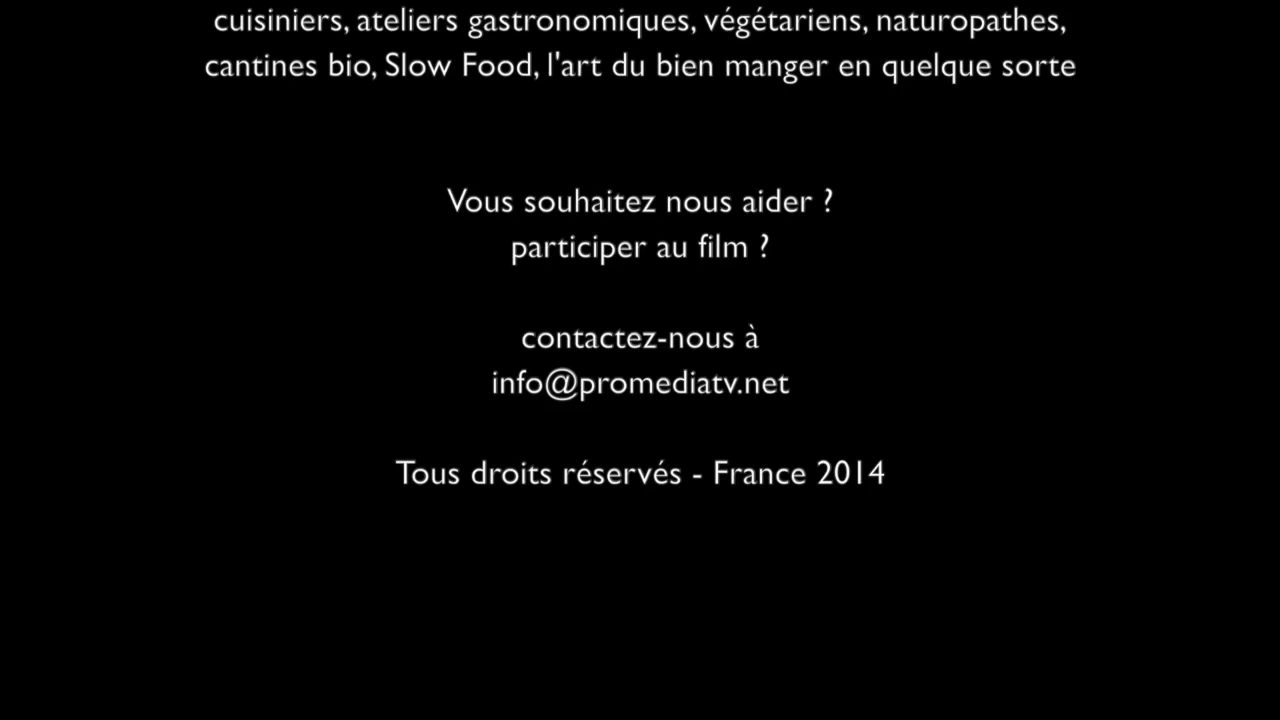 cuisiniers, ateliers gastronomiques, végétariens, naturopathes,
cantines bio, Slow Food, l'art du bien manger en quelque sorte
Vous souhaitez nous aider ?
participer au film ?
contactez-nous à
info@promediatv.net
Tous droits réservés - France 2014